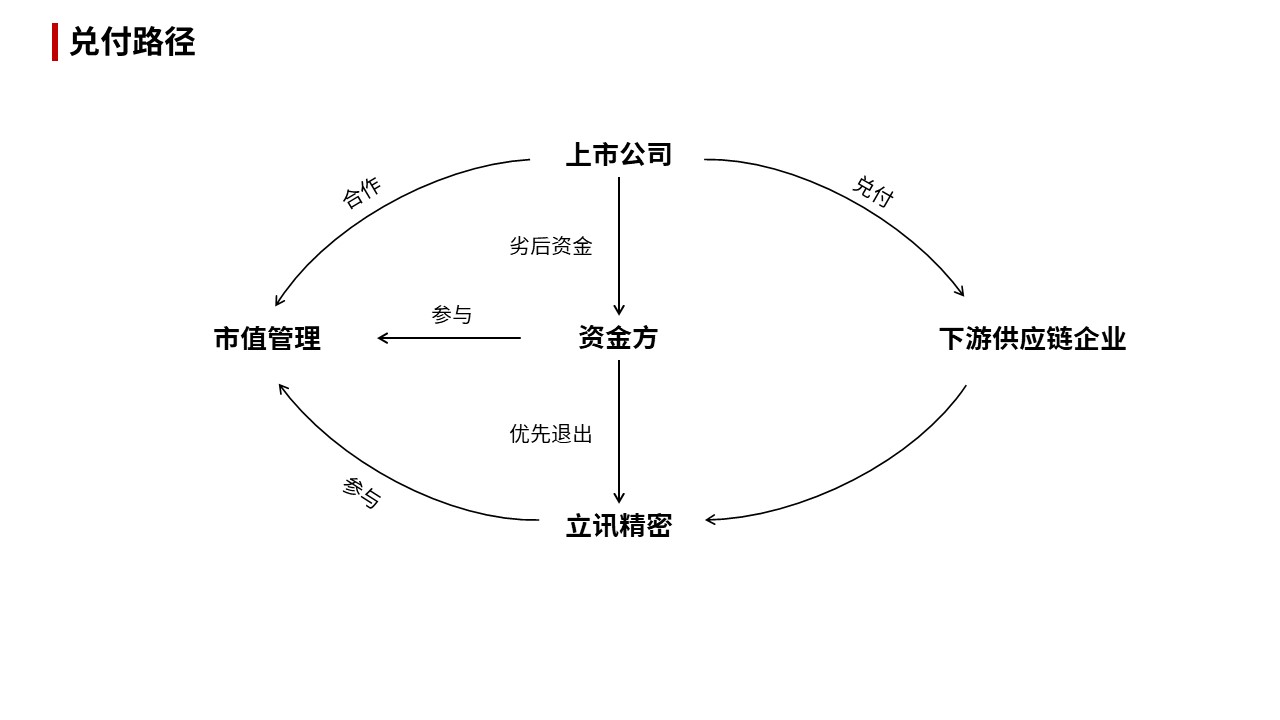 兑付路径
上市公司
合作
兑付
劣后资金
参与
市值管理
资金方
下游供应链企业
优先退出
参与
立讯精密